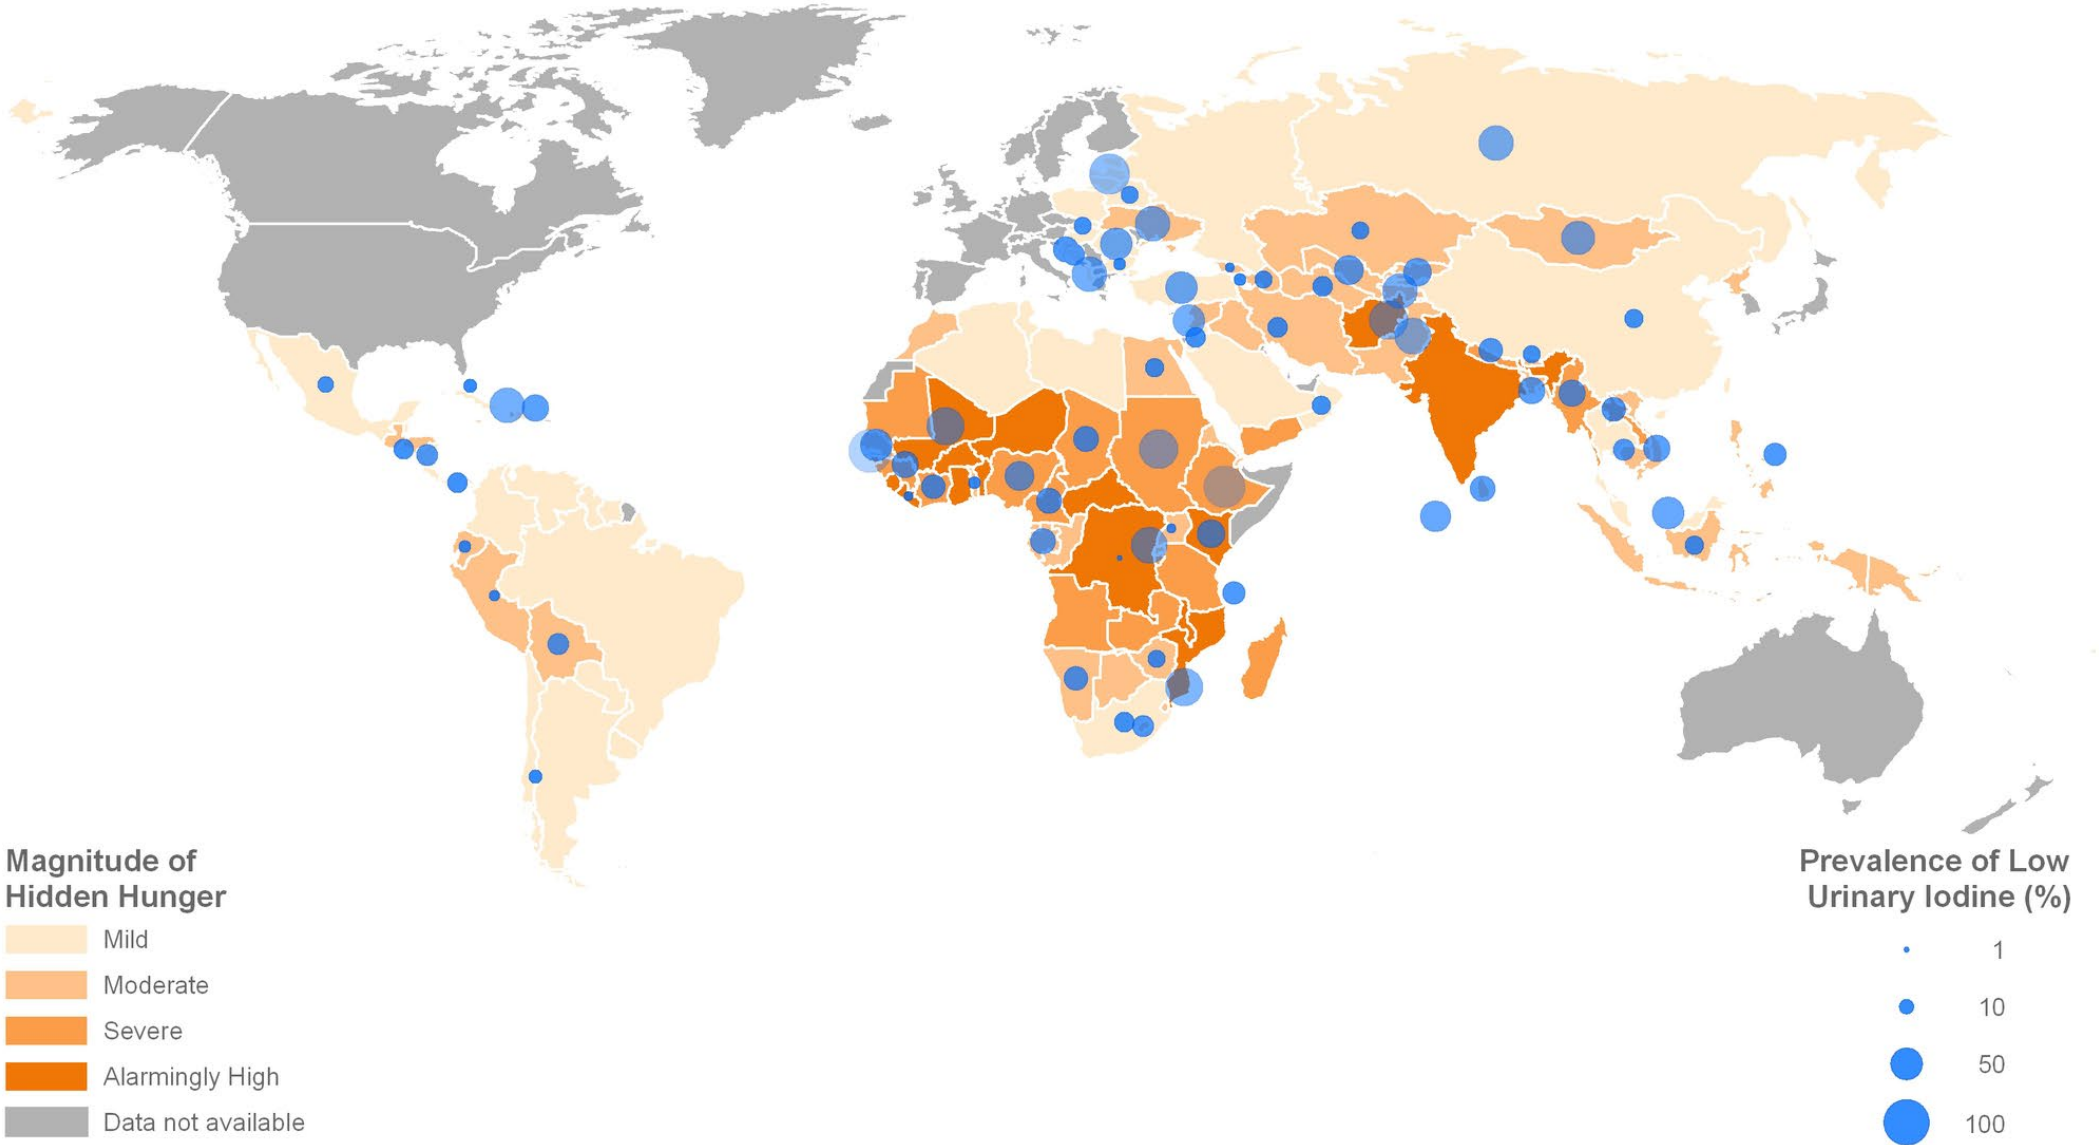 Magnitude of
Hidden Hunger
Mild
Moderate
Severe
Alarmingly High
Data not available
Prevalence of Low
Urinary Iodine (%)
1
10
50
100